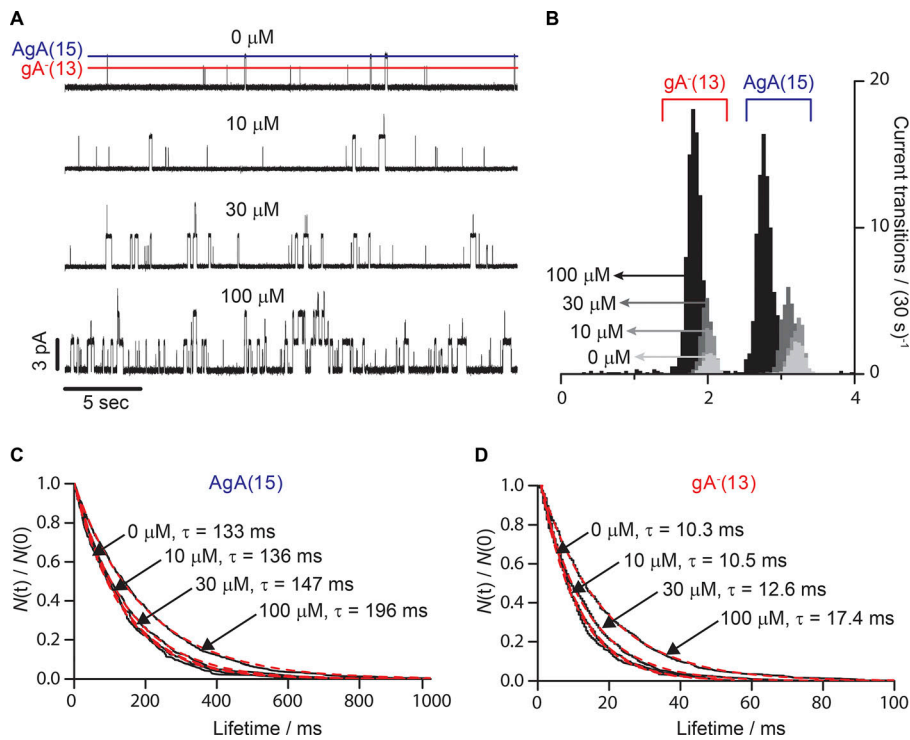 A
0 μM
AgA(15)
gA-(13)
10 μM
30 μM
100 μM
3 pA
5 sec
B
gA-(13) AgA(15)
20
10
0
Current transitions / (30 s)-1
100 μM
30 μM
10 μM
0 μM
0 2 4
C
AgA(15)
N(t) / N(0)
1.0
0.8
0.6
0.4
0.2
0.0
0 μM, τ = 133 ms
10 μM, τ = 136 ms
30 μM, τ = 147 ms
100 μM, τ = 196 ms
0 200 400 600 800 1000
Lifetime / ms
D
gA-(13)
N(t) / N(0)
1.0
0.8
0.6
0.4
0.2
0.0
0 μM, τ = 10.3 ms
10 μM, τ = 10.5 ms
30 μM, τ = 12.6 ms
100 μM, τ = 17.4 ms
0 20 40 60 80 100
Lifetime / ms